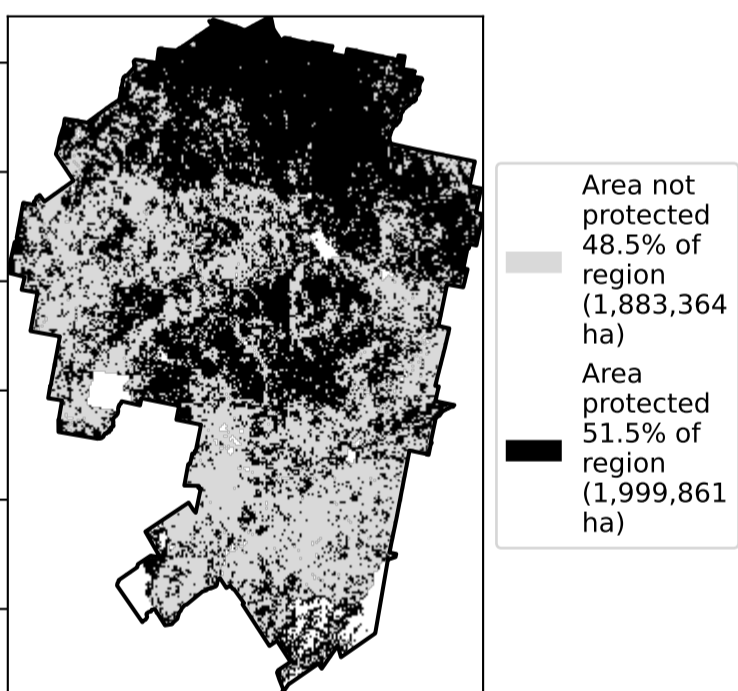 Area not
protected
48.5% of
region
(1,883,364
ha)
Area
protected
51.5% of
region
(1,999,861
ha)